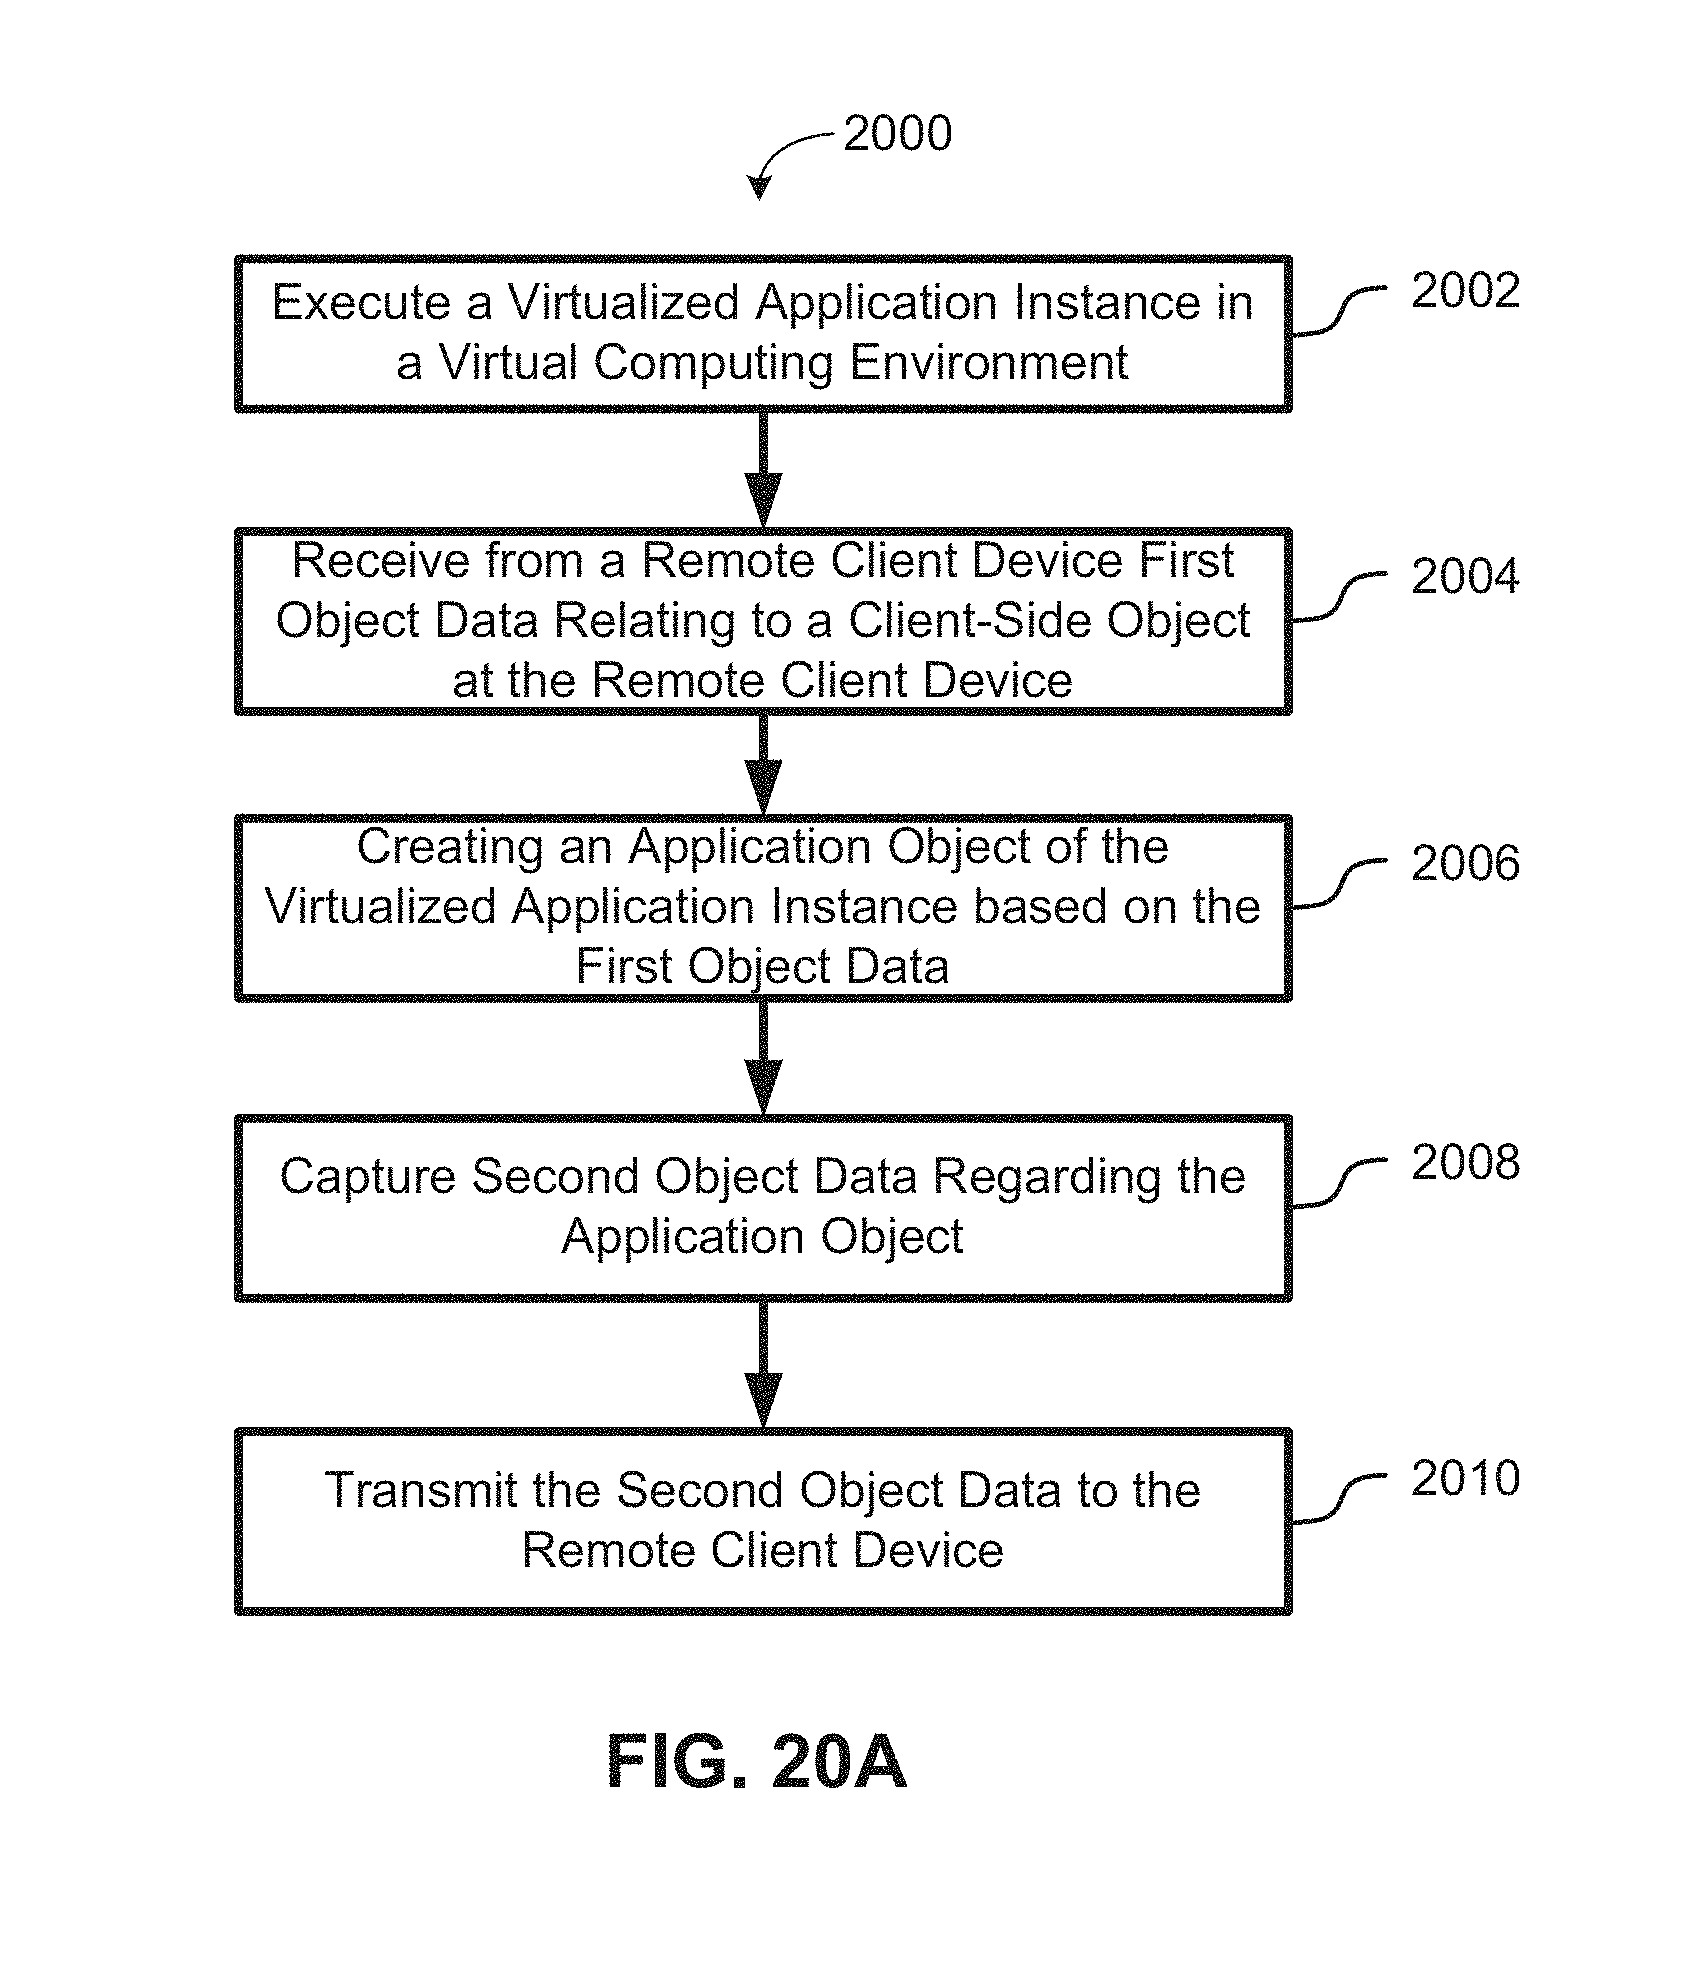 2000
Execute a Virtualized Application Instance in
a Virtual Computing Environment
2002
Receive from a Remote Client Device First
Object Data Relating to a Client-Side Object
at the Remote Client Device
2004
Creating an Application Object of the
Virtualized Application Instance based on the
First Object Data
2006
Capture Second Object Data Regarding the
Application Object
2008
Transmit the Second Object Data to the
Remote Client Device
2010
FIG. 20A